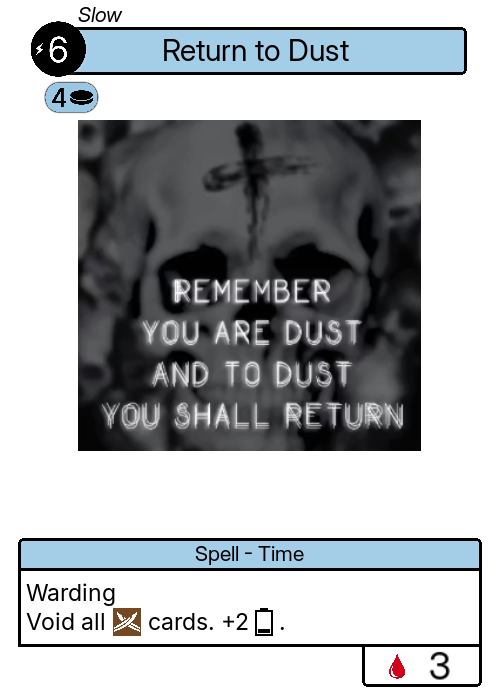 Slow
6
Return to Dust
4
REMEMBER
YOU ARE DUST
AND TO DUST
YOU SHALL RETURN
Spell - Time
Warding
Void all cards. +2 .
3